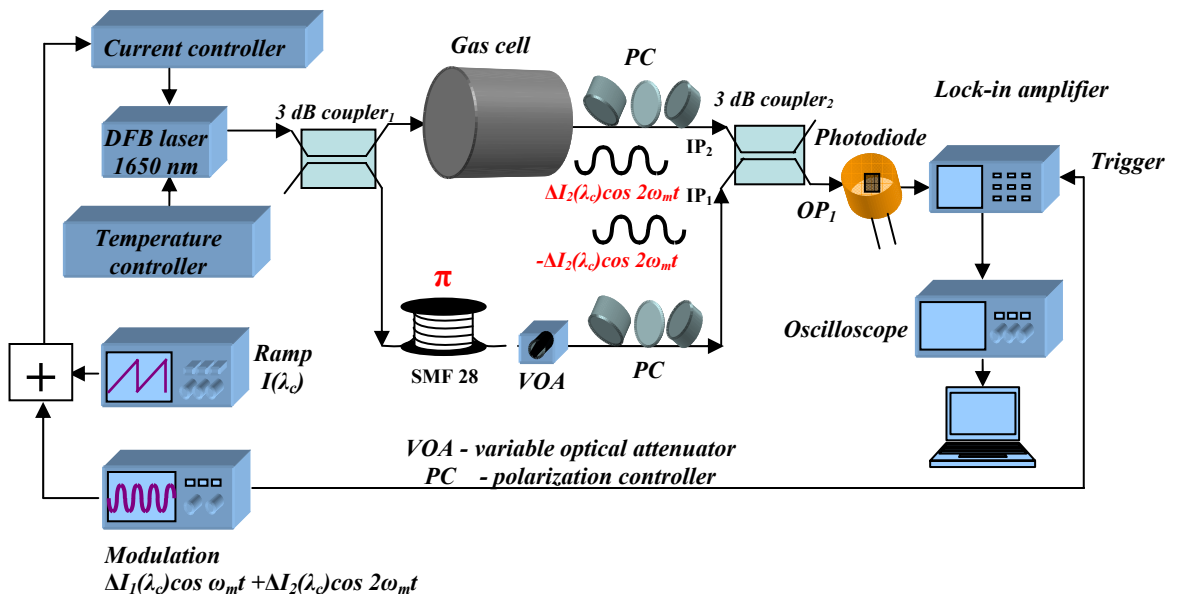 Current controller
Gas cell
PC
3 dB coupler₁
3 dB coupler₂
Lock-in amplifier
DFB laser
1650 nm
Photodiode
IP₂
Trigger
ΔI₂(λc)cos 2ωmt
IP₁
OP₁
Temperature
controller
-ΔI₂(λc)cos 2ωmt
π
Oscilloscope
+
Ramp
I(λc)
SMF 28
VOA
PC
VOA - variable optical attenuator
PC - polarization controller
Modulation
ΔI₁(λc)cos ωmt +ΔI₂(λc)cos 2ωmt